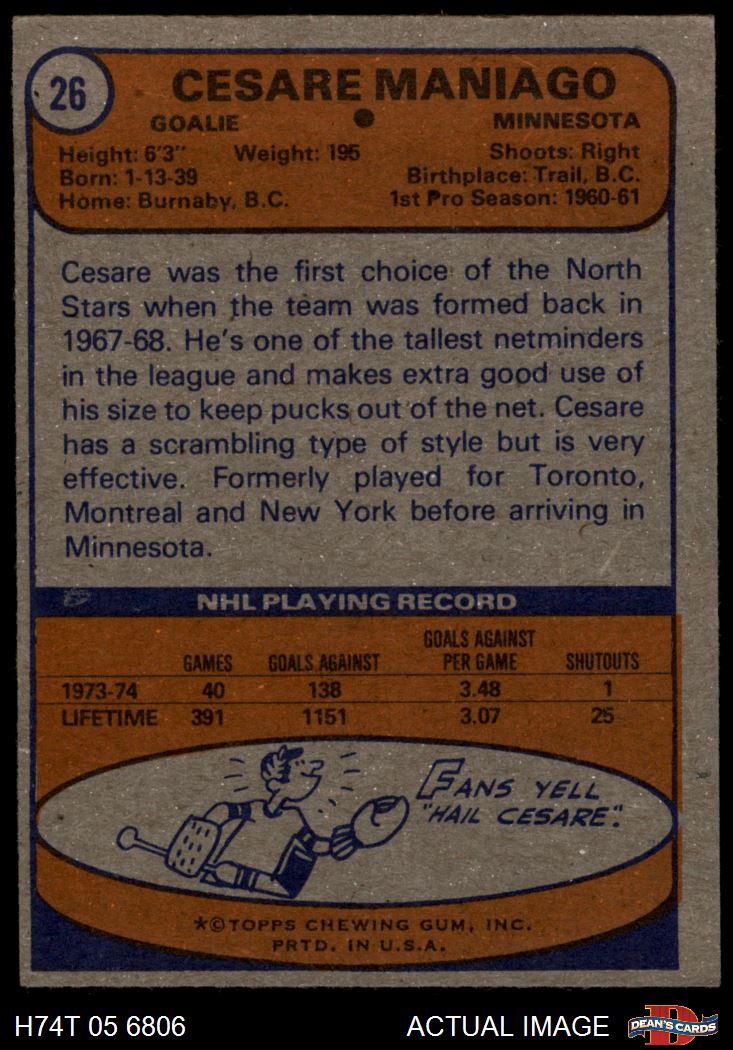 26
CESARE MANIAGO
GOALIE MINNESOTA
Height: 6'3" Weight: 195 Shoots: Right
Born: 1-13-39 Birthplace: Trail, B.C.
Home: Burnaby, B.C. 1st Pro Season: 1960-61
Cesare was the first choice of the North
Stars when the team was formed back in
1967-68. He's one of the tallest netminders
in the league and makes extra good use of
his size to keep pucks out of the net. Cesare
has a scrambling type of style but is very
effective. Formerly played for Toronto,
Montreal and New York before arriving in
Minnesota.
NHL PLAYING RECORD
GAMES GOALS AGAINST GOALS AGAINST PER GAME SHUTOUTS
1973-74 40 138 3.48 1
LIFETIME 391 1151 3.07 25
FANS YELL
"HAIL CESARE".
*©TOPPS CHEWING GUM, INC.
PRTD. IN U.S.A.
H74T 05 6806 ACTUAL IMAGE DEAN'S CARDS